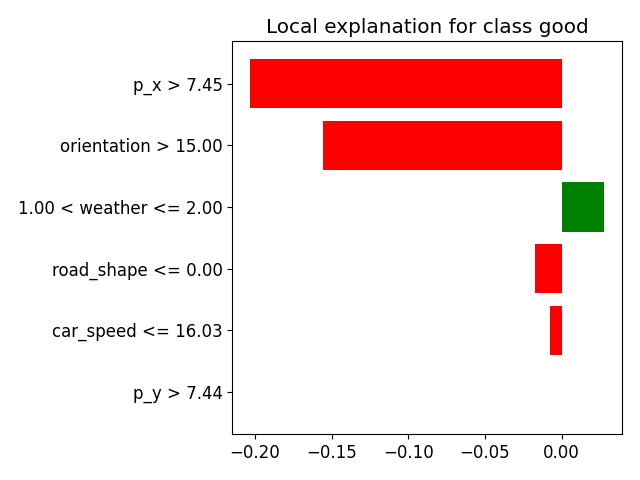 Local explanation for class good
p_x > 7.45
orientation > 15.00
1.00 < weather <= 2.00
road_shape <= 0.00
car_speed <= 16.03
p_y > 7.44
−0.20 −0.15 −0.10 −0.05 0.00